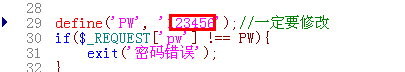 28
29 define('PW', '123456');//一定要修改
30 if($_REQUEST['pw'] !== PW){
31 exit('密码错误');
32 }